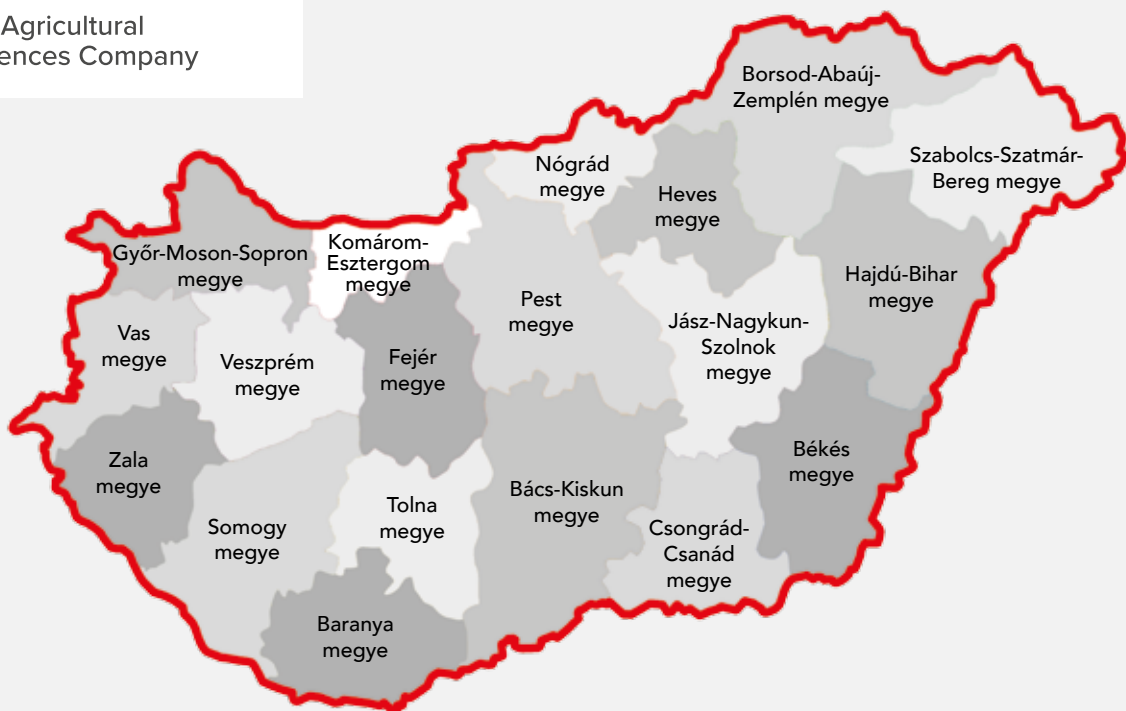 Agricultural
ences Company
Borsod-Abaúj-
Zemplén megye
Szabolcs-Szatmár-
Bereg megye
Nógrád
megye
Heves
megye
Győr-Moson-Sopron
megye
Komárom-
Esztergom
megye
Hajdú-Bihar
megye
Pest
megye
Jász-Nagykun-
Szolnok
megye
Vas
megye
Veszprém
megye
Fejér
megye
Zala
megye
Békés
megye
Bács-Kiskun
megye
Tolna
megye
Somogy
megye
Csongrád-
Csanád
megye
Baranya
megye